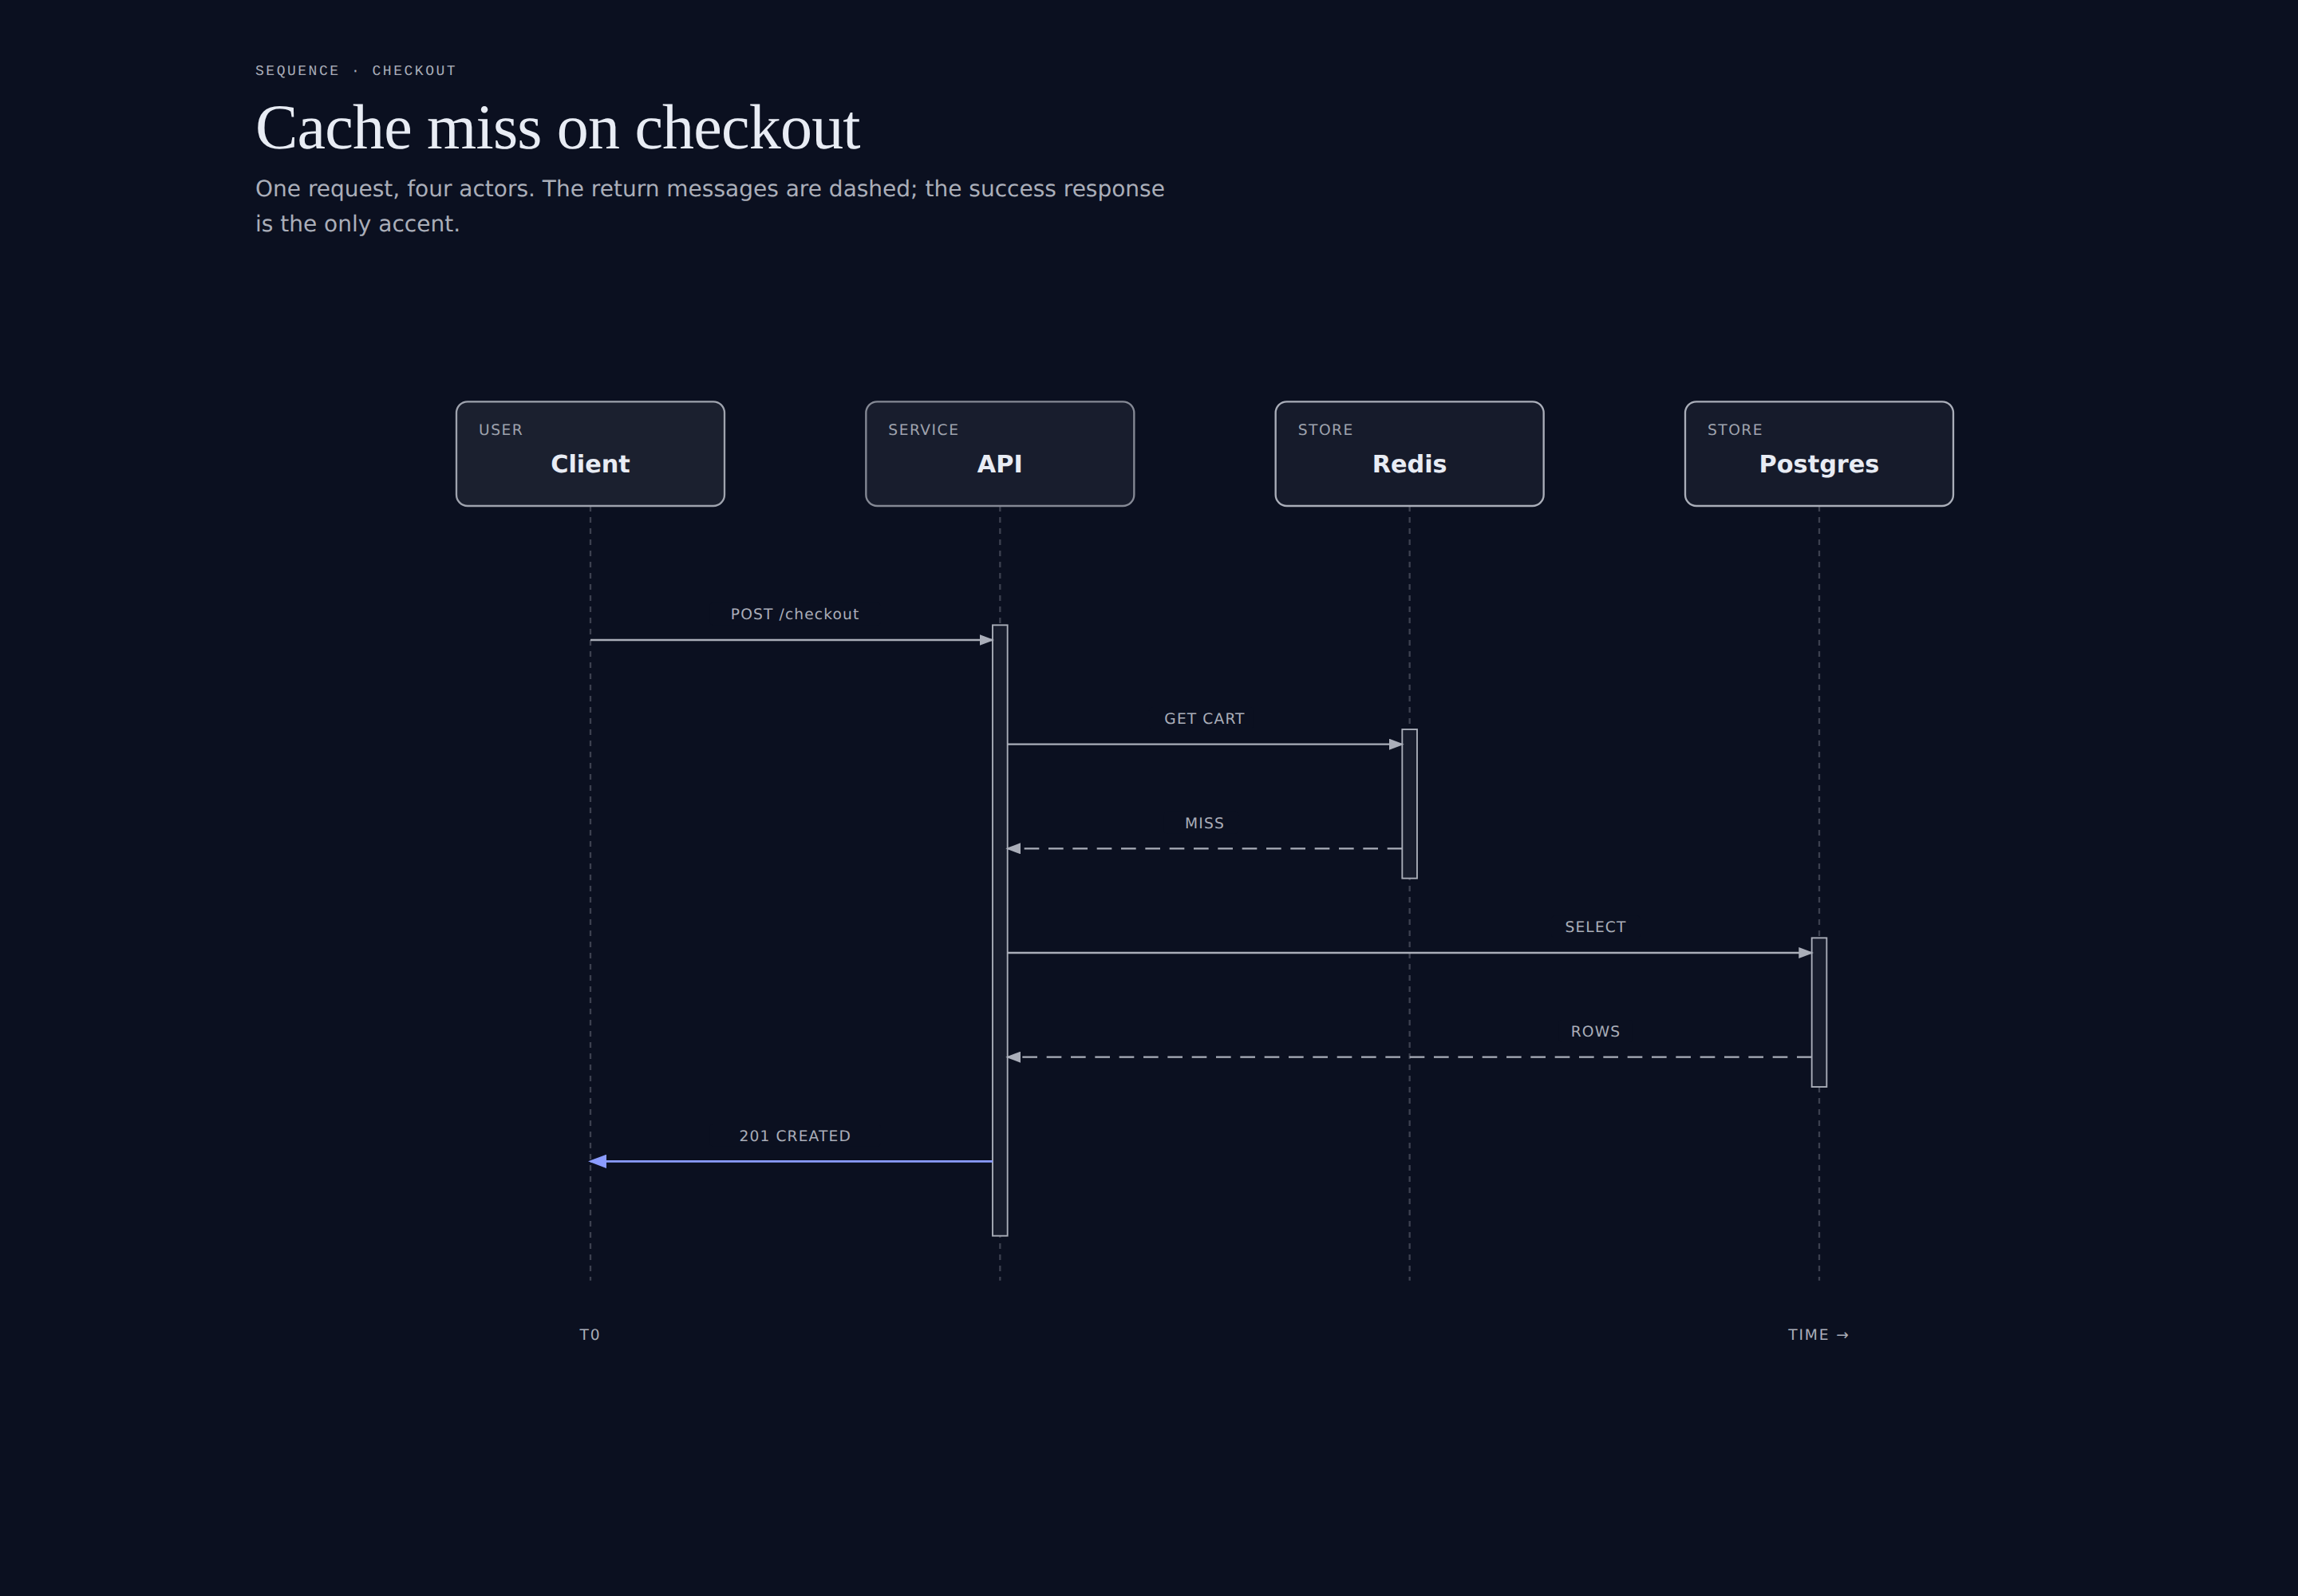 SEQUENCE · CHECKOUT
Cache miss on checkout
One request, four actors. The return messages are dashed; the success response
is the only accent.
USER
Client
SERVICE
API
STORE
Redis
STORE
Postgres
POST /checkout
GET CART
MISS
SELECT
ROWS
201 CREATED
T0
TIME →